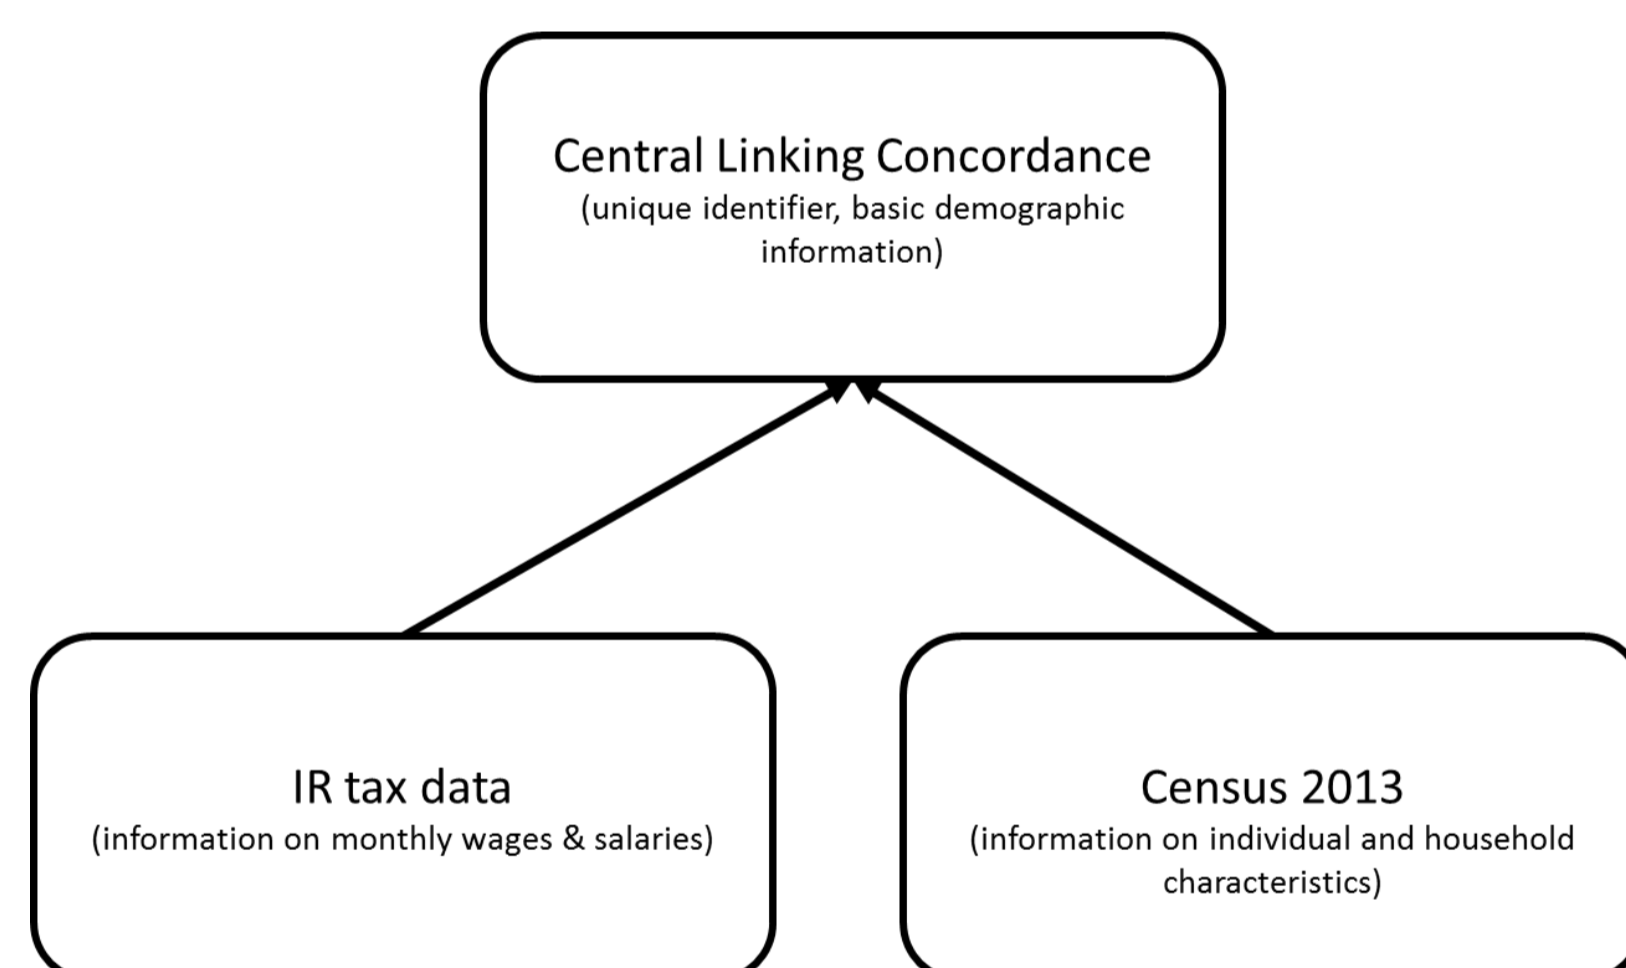 Central Linking Concordance
(unique identifier, basic demographic
information)
IR tax data
(information on monthly wages & salaries)
Census 2013
(information on individual and household
characteristics)